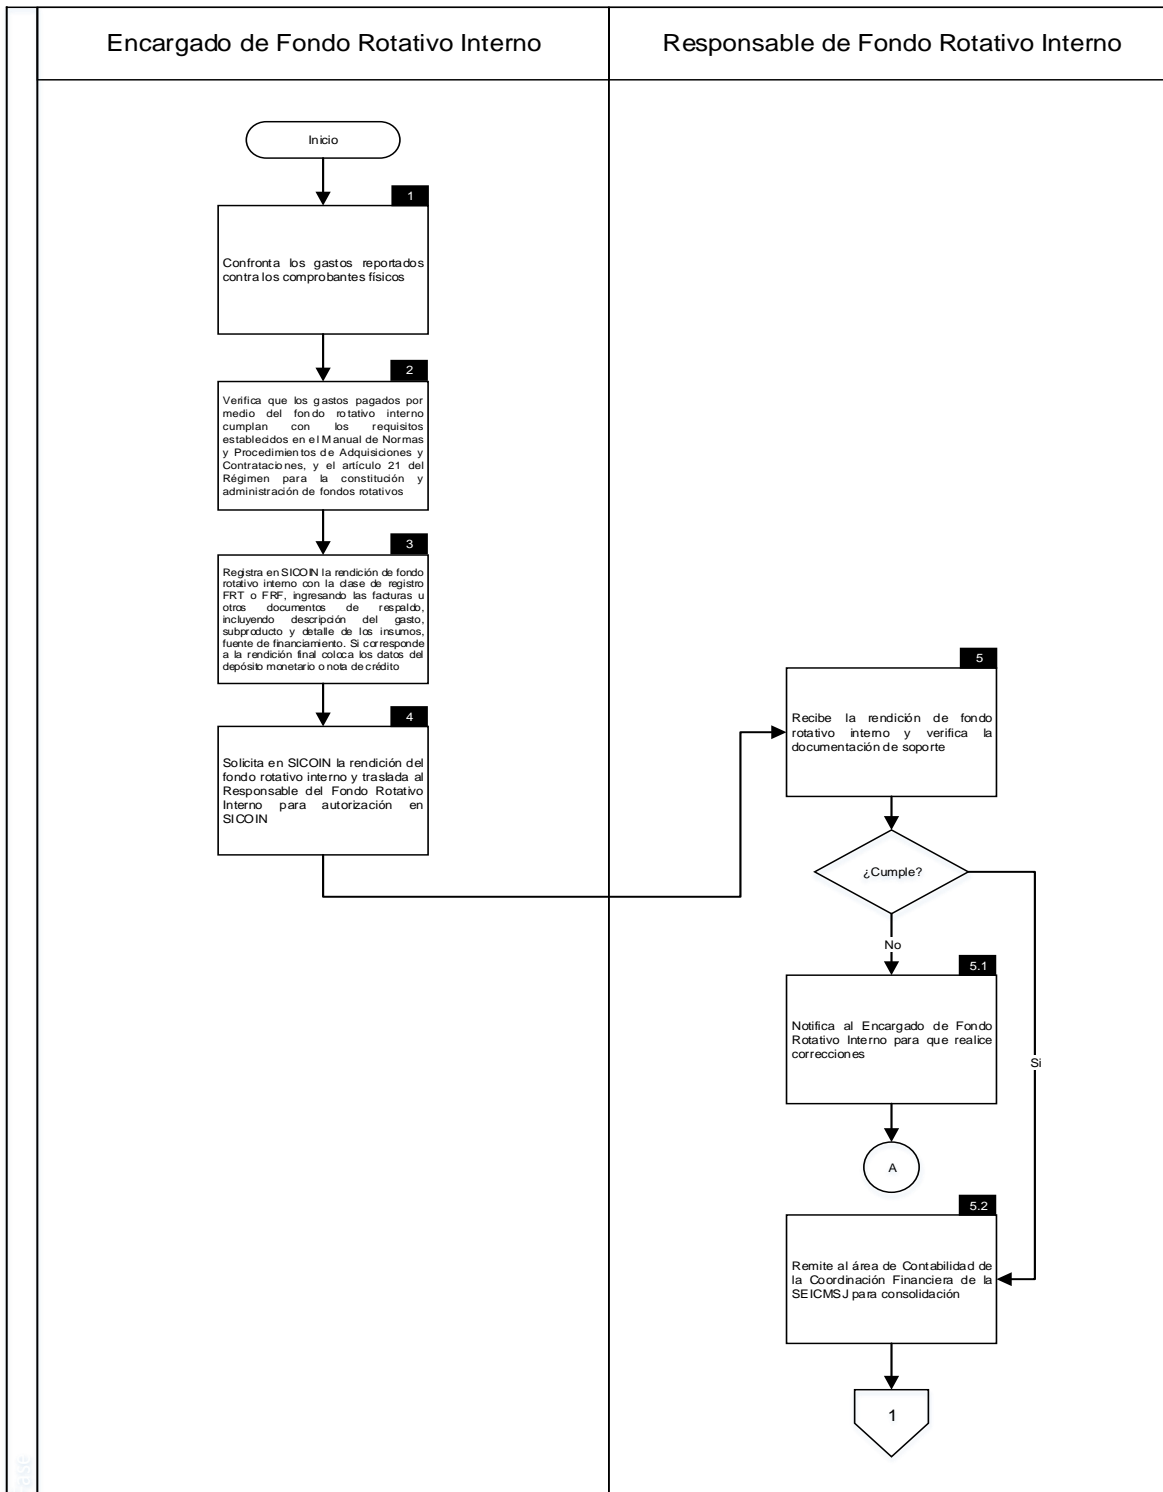 Encargado de Fondo Rotativo Interno
Responsable de Fondo Rotativo Interno
Inicio
1
Confronta los gastos reportados
contra los comprobantes físicos
2
Verifica que los gastos pagados por
medio del fondo rotativo interno
cumplan con los requisitos
establecidos en el Manual de Normas
y Procedimientos de Adquisiciones y
Contrataciones, y el artículo 21 del
Régimen para la constitución y
administración de fondos rotativos
3
Registra en SICOIN la rendición de fondo
rotativo interno con la clase de registro
FRT o FRF, ingresando las facturas u
otros documentos de respaldo,
incluyendo descripción del gasto,
subproducto y detalle de los insumos,
fuente de financiamiento. Si corresponde
a la rendición final coloca los datos del
depósito monetario o nota de crédito
4
Solicita en SICOIN la rendición del
fondo rotativo interno y traslada al
Responsable del Fondo Rotativo
Interno para autorización en
SICOIN
5
Recibe la rendición de fondo
rotativo interno y verifica la
documentación de soporte
¿Cumple?
No
Si
5.1
Notifica al Encargado de Fondo
Rotativo Interno para que realice
correcciones
A
5.2
Remite al área de Contabilidad de
la Coordinación Financiera de la
SEICMSJ para consolidación
1
Fase